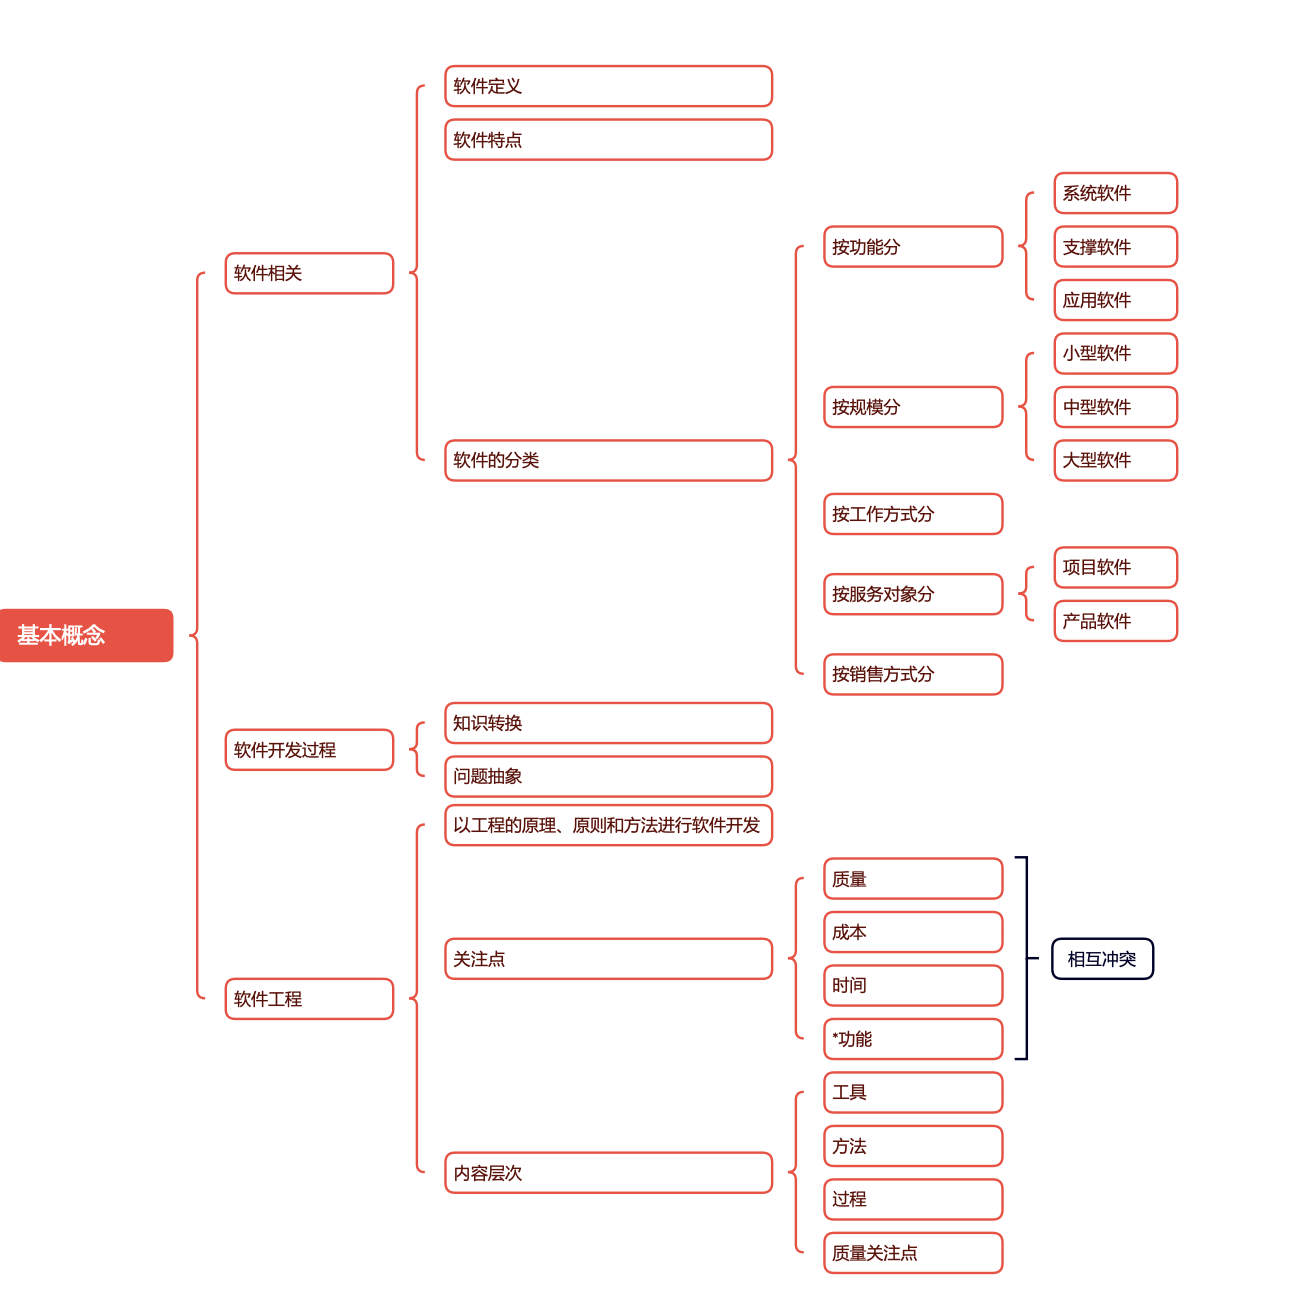 基本概念
软件相关
软件定义
软件特点
软件的分类
按功能分
系统软件
支撑软件
应用软件
按规模分
小型软件
中型软件
大型软件
按工作方式分
按服务对象分
项目软件
产品软件
按销售方式分
软件开发过程
知识转换
问题抽象
软件工程
以工程的原理、原则和方法进行软件开发
关注点
质量
成本
时间
*功能
相互冲突
内容层次
工具
方法
过程
质量关注点